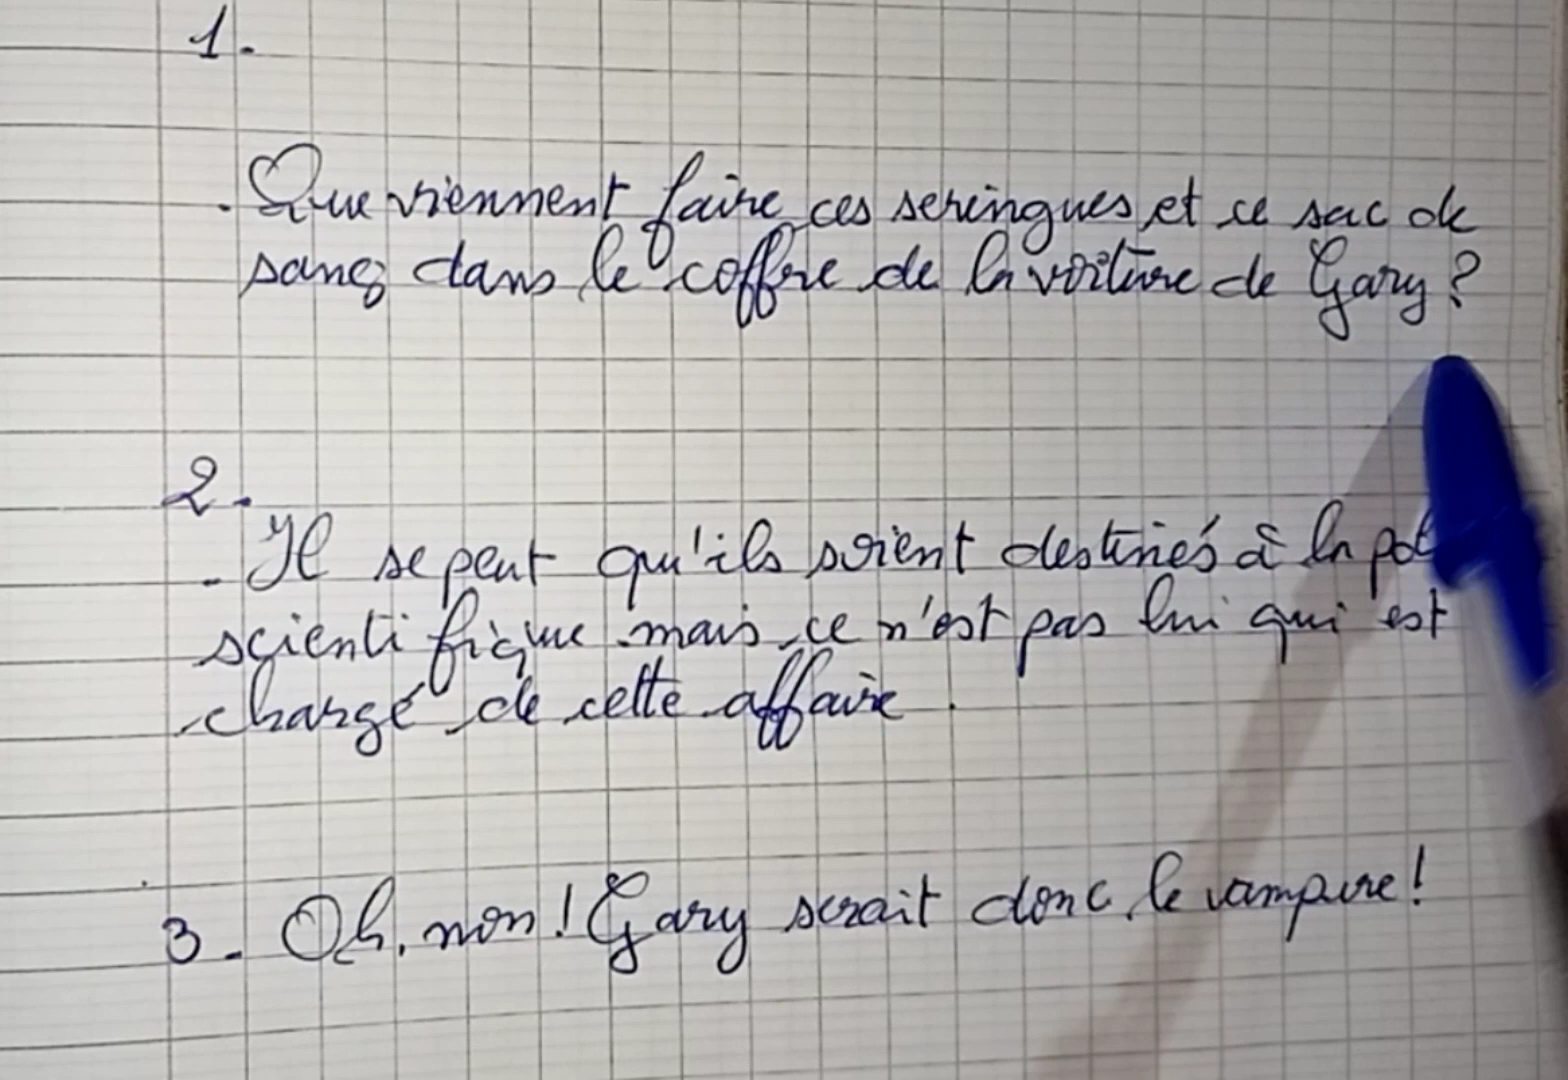 1.
. Que viennent faire ces seringues et ce sac de
sang dans le coffre de la voiture de Gary ?
2.
. Il se peut qu'ils soient destinés à la
scientifique mais ce n'est pas lui qui est
chargé de cette affaire .
3. Oh, non ! Gary serait donc le vampire !